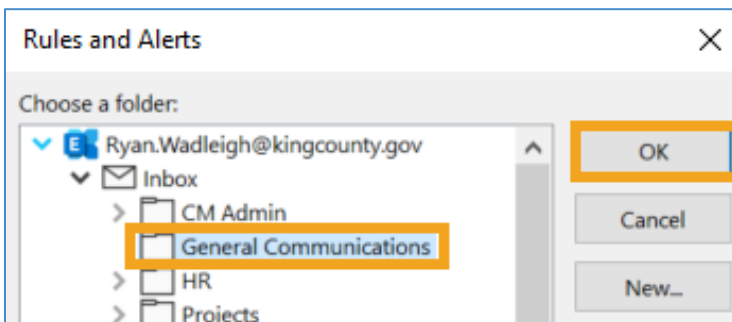 Rules and Alerts
Choose a folder:
Ryan.Wadleigh@kingcounty.gov
Inbox
CM Admin
General Communications
HR
Projects
OK
Cancel
New...